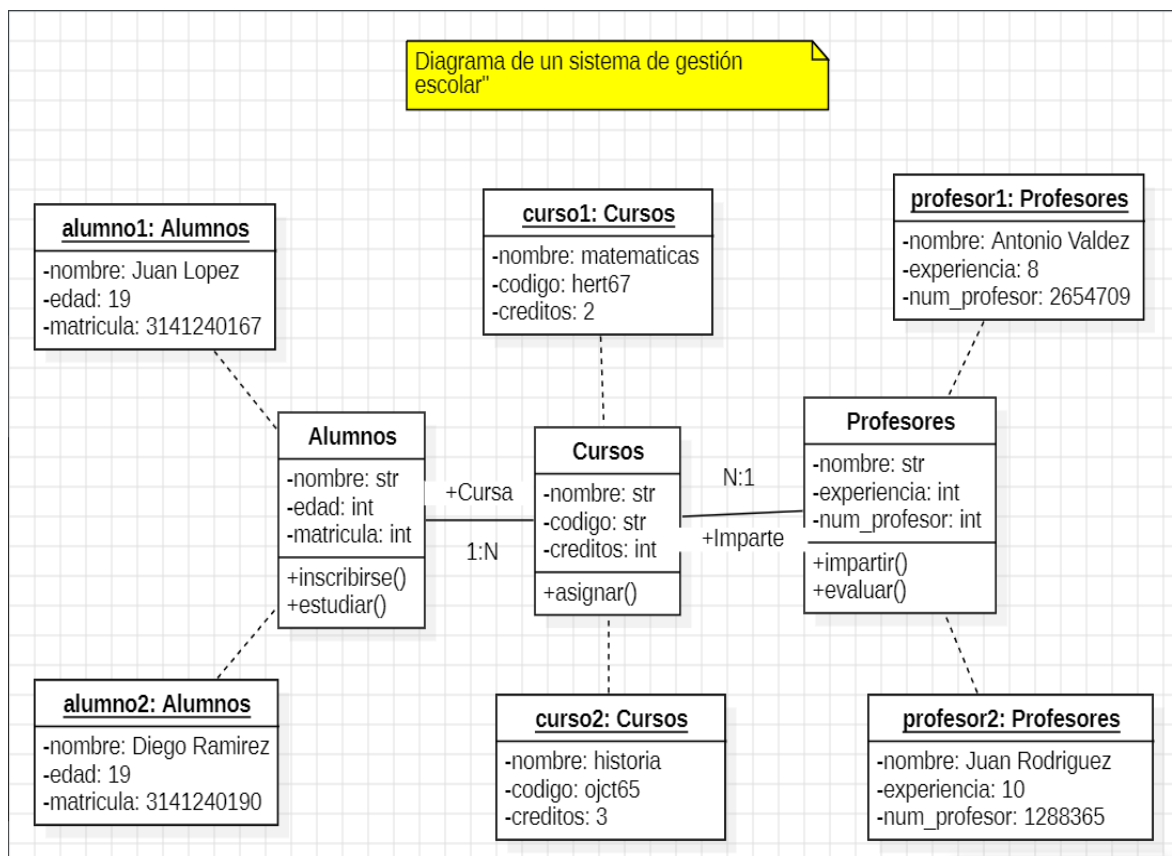 Diagrama de un sistema de gestión
escolar"
alumno1: Alumnos
-nombre: Juan Lopez
-edad: 19
-matricula: 3141240167
curso1: Cursos
-nombre: matematicas
-codigo: hert67
-creditos: 2
profesor1: Profesores
-nombre: Antonio Valdez
-experiencia: 8
-num_profesor: 2654709
Alumnos
-nombre: str
-edad: int
-matricula: int
+inscribirse()
+estudiar()
+Cursa
1:N
Cursos
-nombre: str
-codigo: str
-creditos: int
+asignar()
N:1
+Imparte
Profesores
-nombre: str
-experiencia: int
-num_profesor: int
+impartir()
+evaluar()
alumno2: Alumnos
-nombre: Diego Ramirez
-edad: 19
-matricula: 3141240190
curso2: Cursos
-nombre: historia
-codigo: ojct65
-creditos: 3
profesor2: Profesores
-nombre: Juan Rodriguez
-experiencia: 10
-num_profesor: 1288365